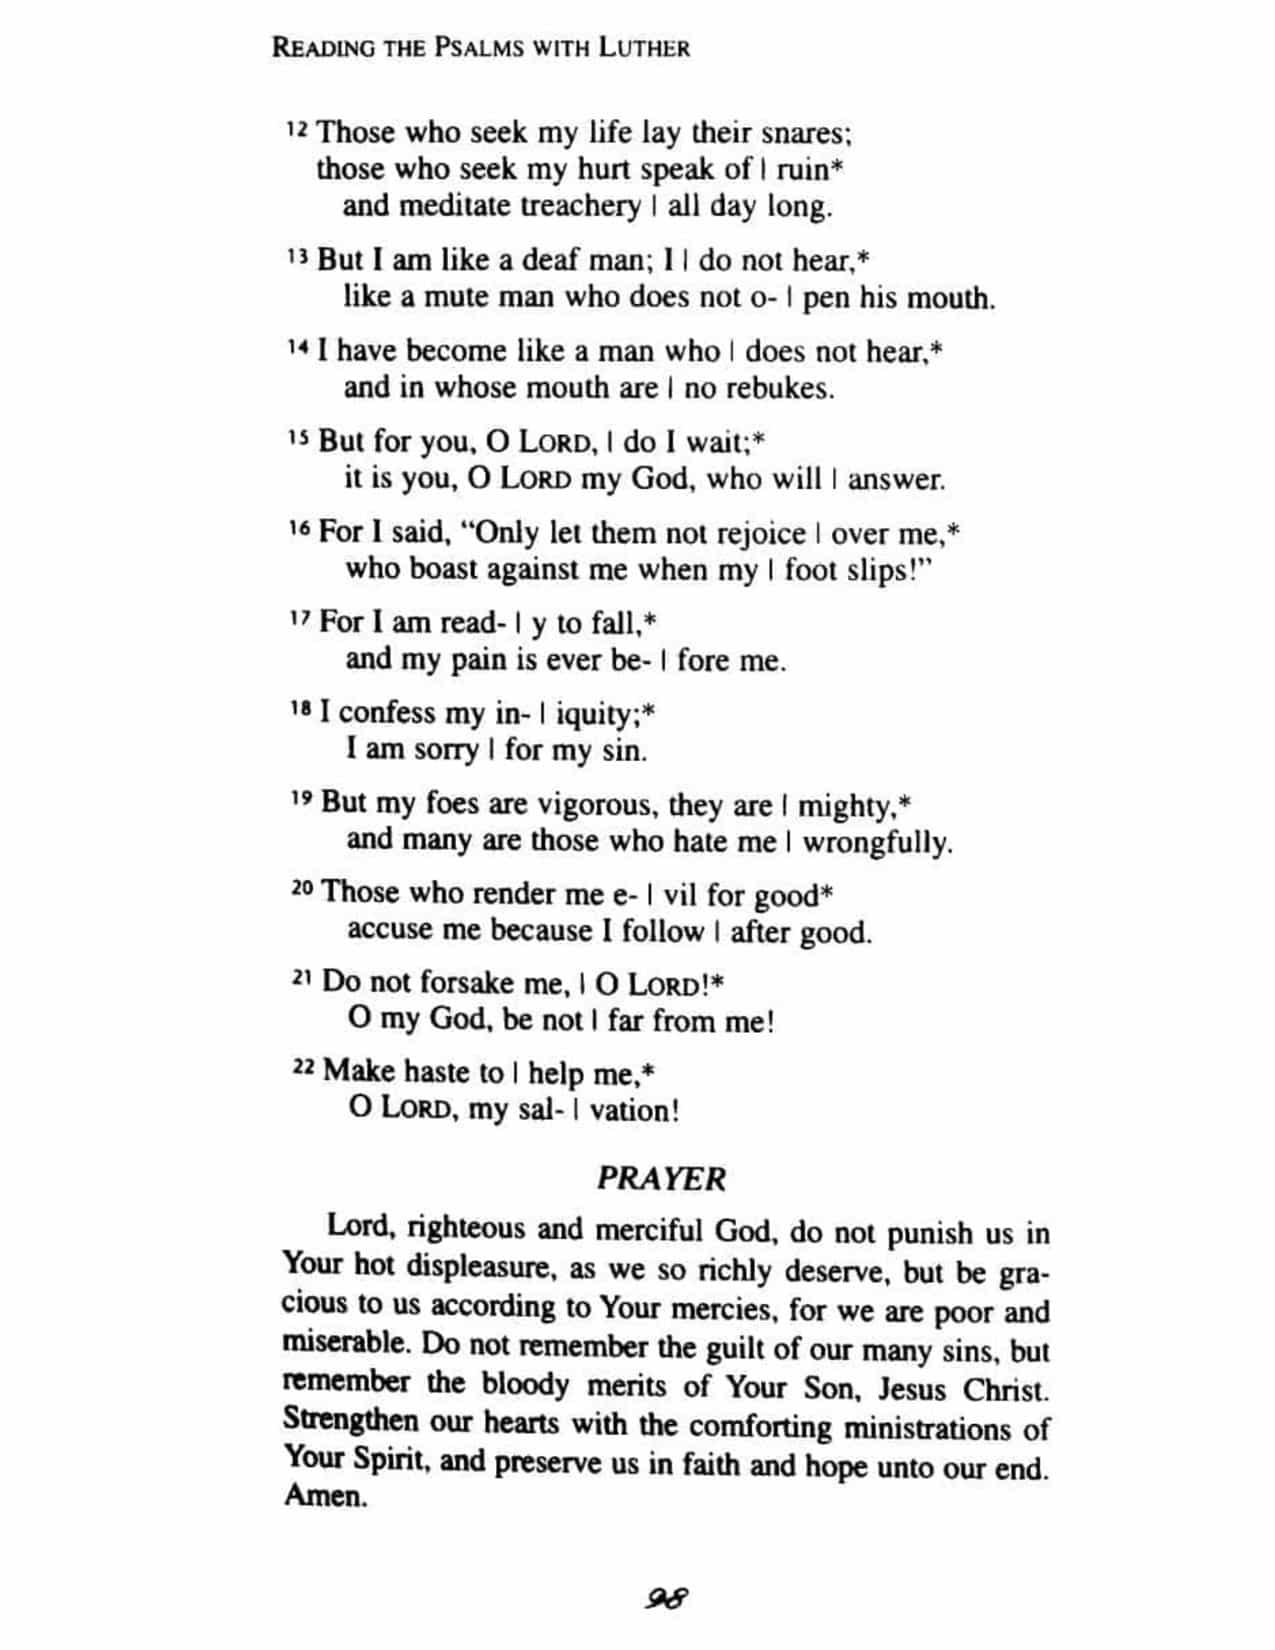 READING THE PSALMS WITH LUTHER
12 Those who seek my life lay their snares;
those who seek my hurt speak of | ruin*
and meditate treachery | all day long.
13 But I am like a deaf man; I | do not hear,*
like a mute man who does not o- | pen his mouth.
14 I have become like a man who | does not hear,*
and in whose mouth are | no rebukes.
15 But for you, O LORD, | do I wait;*
it is you, O LORD my God, who will | answer.
16 For I said, “Only let them not rejoice | over me,*
who boast against me when my | foot slips!”
17 For I am read- | y to fall,*
and my pain is ever be- | fore me.
18 I confess my in- | iquity;*
I am sorry | for my sin.
19 But my foes are vigorous, they are | mighty,*
and many are those who hate me | wrongfully.
20 Those who render me e- | vil for good*
accuse me because I follow | after good.
21 Do not forsake me, | O LORD!*
O my God, be not | far from me!
22 Make haste to | help me,*
O LORD, my sal- | vation!
PRAYER
Lord, righteous and merciful God, do not punish us in
Your hot displeasure, as we so richly deserve, but be gra-
cious to us according to Your mercies, for we are poor and
miserable. Do not remember the guilt of our many sins, but
remember the bloody merits of Your Son, Jesus Christ.
Strengthen our hearts with the comforting ministrations of
Your Spirit, and preserve us in faith and hope unto our end.
Amen.
98